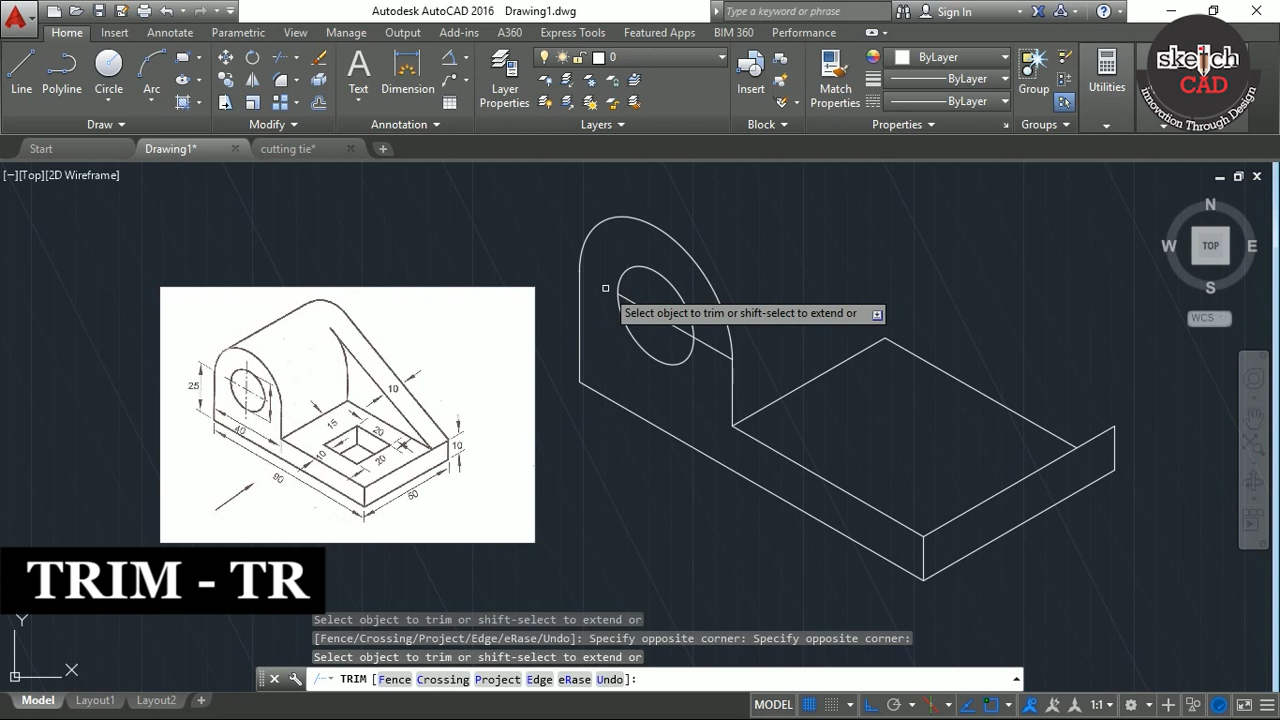 Autodesk AutoCAD 2016 Drawing1.dwg
Type a keyword or phrase
Sign In
Home Insert Annotate Parametric View Manage Output Add-ins A360 Express Tools Featured Apps BIM 360 Performance
Line Polyline Circle Arc
Text Dimension
Layer Properties
0
Insert
Match Properties
ByLayer
ByLayer
ByLayer
Group
Utilities
Draw Modify Annotation Layers Block Properties Groups
sketch
CAD
Innovation Through Design
Start Drawing1* cutting tie*
[−][Top][2D Wireframe]
N
W TOP E
S
WCS
Select object to trim or shift-select to extend or
25
40
90
15
20
10
20
10
10
50
TRIM - TR
Y
X
Select object to trim or shift-select to extend or
[Fence/Crossing/Project/Edge/eRase/Undo]: Specify opposite corner: Specify opposite corner:
Select object to trim or shift-select to extend or
TRIM [Fence Crossing Project Edge eRase Undo]:
Model Layout1 Layout2
MODEL
1:1